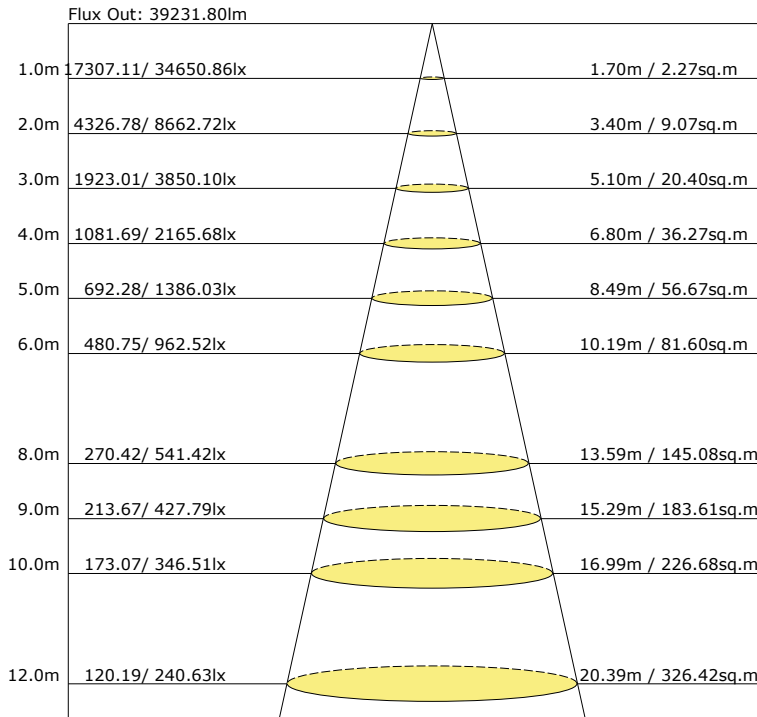 Flux Out: 39231.80lm
1.0m 17307.11/ 34650.86lx 1.70m / 2.27sq.m
2.0m 4326.78/ 8662.72lx 3.40m / 9.07sq.m
3.0m 1923.01/ 3850.10lx 5.10m / 20.40sq.m
4.0m 1081.69/ 2165.68lx 6.80m / 36.27sq.m
5.0m 692.28/ 1386.03lx 8.49m / 56.67sq.m
6.0m 480.75/ 962.52lx 10.19m / 81.60sq.m
8.0m 270.42/ 541.42lx 13.59m / 145.08sq.m
9.0m 213.67/ 427.79lx 15.29m / 183.61sq.m
10.0m 173.07/ 346.51lx 16.99m / 226.68sq.m
12.0m 120.19/ 240.63lx 20.39m / 326.42sq.m